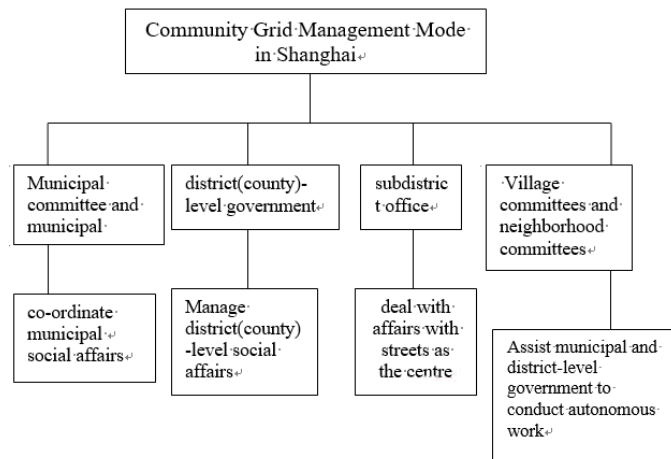 Community Grid Management Mode
in Shanghai
Municipal
committee and
municipal
district(county)-
level government
subdistric
t office
Village
committees and
neighborhood
committees
co-ordinate
municipal
social affairs
Manage
district(county)
-level social
affairs
deal with
affairs with
streets as
the centre
Assist municipal and
district-level
government to
conduct autonomous
work